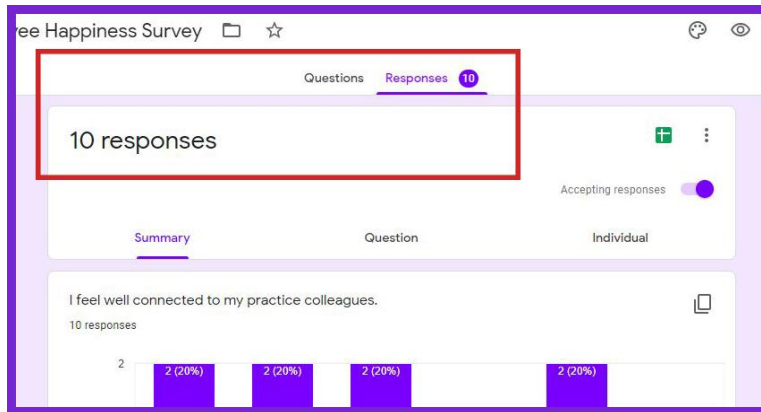 Happiness Survey
Questions Responses 10
10 responses
Accepting responses
Summary Question Individual
I feel well connected to my practice colleagues.
10 responses
2
2 (20%) 2 (20%) 2 (20%) 2 (20%)